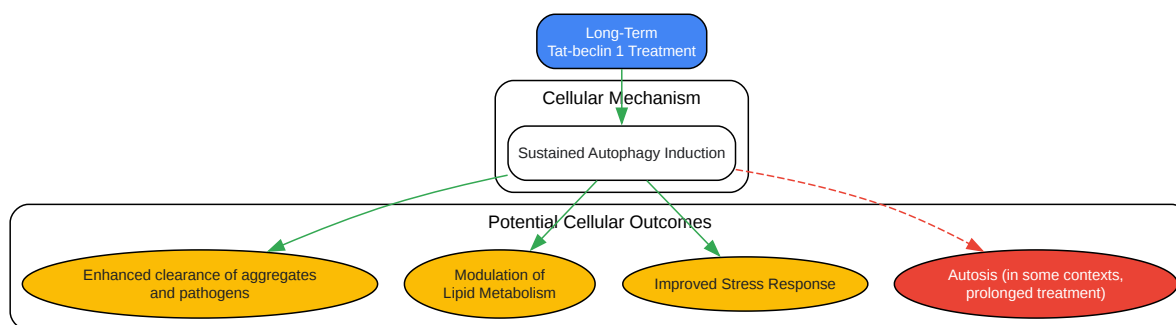 Long-Term
Tat-beclin 1 Treatment
Cellular Mechanism
Sustained Autophagy Induction
Potential Cellular Outcomes
Enhanced clearance of aggregates
and pathogens
Modulation of
Lipid Metabolism
Improved Stress Response
Autosis (in some contexts,
prolonged treatment)